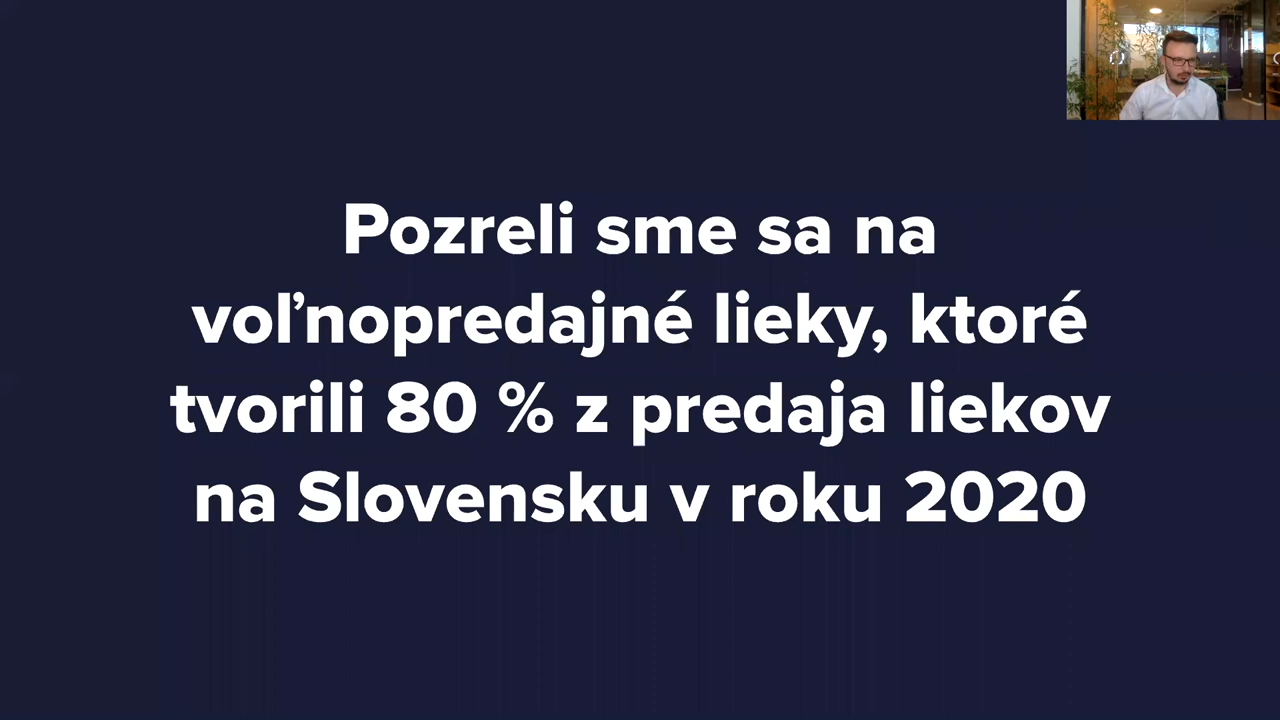 Pozreli sme sa na
voľnopredajné lieky, ktoré
tvorili 80 % z predaja liekov
na Slovensku v roku 2020